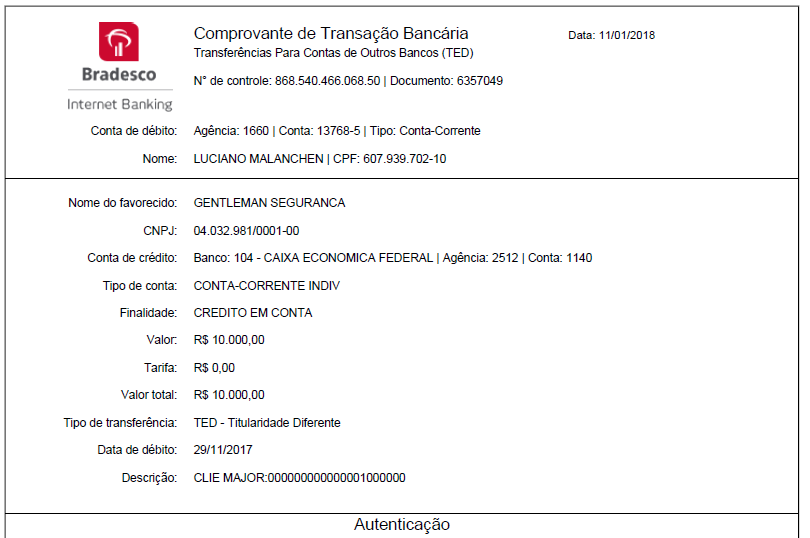 Bradesco
Internet Banking
Comprovante de Transação Bancária
Data: 11/01/2018
Transferências Para Contas de Outros Bancos (TED)
N° de controle: 868.540.466.068.50 | Documento: 6357049
Conta de débito: Agência: 1660 | Conta: 13768-5 | Tipo: Conta-Corrente
Nome: LUCIANO MALANCHEN | CPF: 607.939.702-10
Nome do favorecido: GENTLEMAN SEGURANCA
CNPJ: 04.032.981/0001-00
Conta de crédito: Banco: 104 - CAIXA ECONOMICA FEDERAL | Agência: 2512 | Conta: 1140
Tipo de conta: CONTA-CORRENTE INDIV
Finalidade: CREDITO EM CONTA
Valor: R$ 10.000,00
Tarifa: R$ 0,00
Valor total: R$ 10.000,00
Tipo de transferência: TED - Titularidade Diferente
Data de débito: 29/11/2017
Descrição: CLIE MAJOR:000000000000001000000
Autenticação